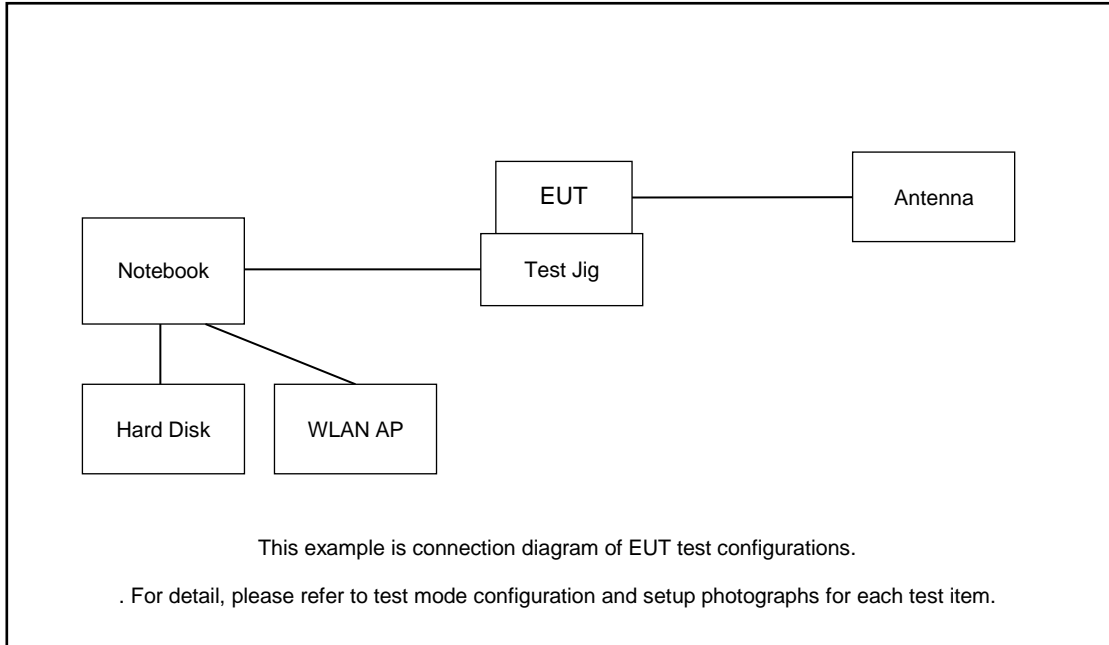 EUT
Antenna
Notebook
Test Jig
Hard Disk
WLAN AP
This example is connection diagram of EUT test configurations.
. For detail, please refer to test mode configuration and setup photographs for each test item.